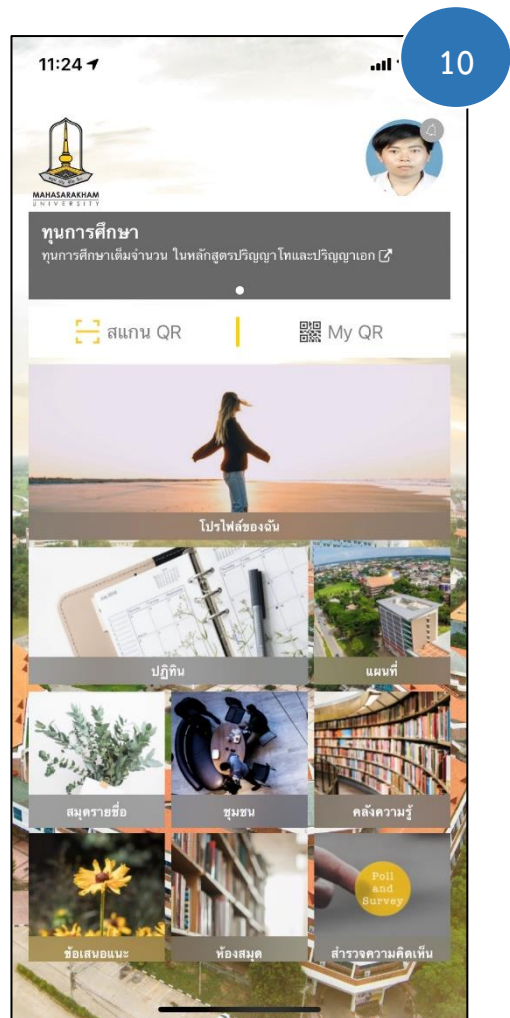 10
11:24
MAHASARAKHAM
UNIVERSITY
ทุนการศึกษา
ทุนการศึกษาเต็มจำนวน ในหลักสูตรปริญญาโทและปริญญาเอก
สแกน QR
My QR
โปรไฟล์ของฉัน
ปฏิทิน
แผนที่
สมุดรายชื่อ
ชุมชน
คลังความรู้
Poll
and
Survey
ข้อเสนอแนะ
ห้องสมุด
สำรวจความคิดเห็น